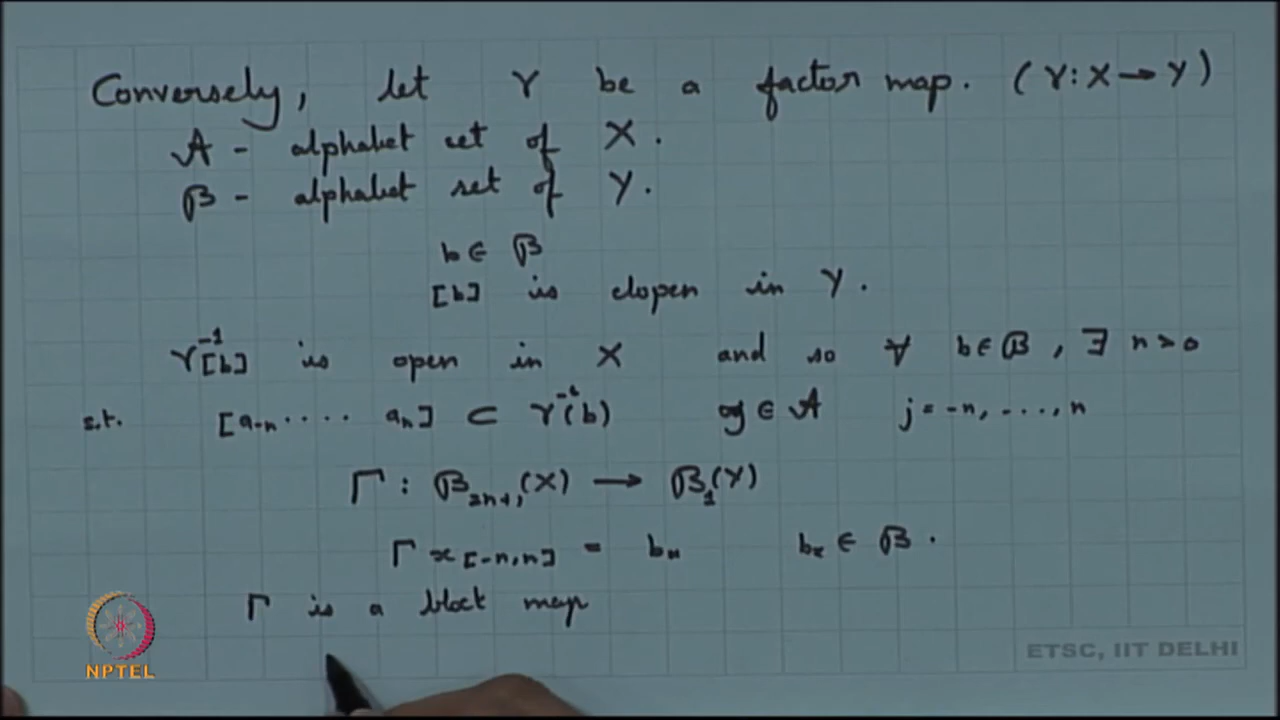 Conversely, let γ be a factor map. (γ: X → Y)
𝒜 - alphabet set of X.
ℬ - alphabet set of Y.
b ∈ ℬ
[b] is clopen in Y.
γ⁻¹[b] is open in X and so ∀ b ∈ ℬ, ∃ n > 0
s.t. [a₋ₙ ···· aₙ] ⊂ γ⁻¹(b) aⱼ ∈ 𝒜 j = -n, ...., n
Γ : ℬ₂ₙ₊₁(X) → ℬ₁(Y)
Γ x[-n,n] = bₓ bₓ ∈ ℬ.
Γ is a block map
NPTEL
ETSC, IIT DELHI